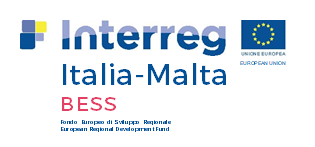 Interreg
UNIONE EUROPEA
EUROPEAN UNION
Italia-Malta
BESS
Fondo Europeo di Sviluppo Regionale
European Regional Development Fund